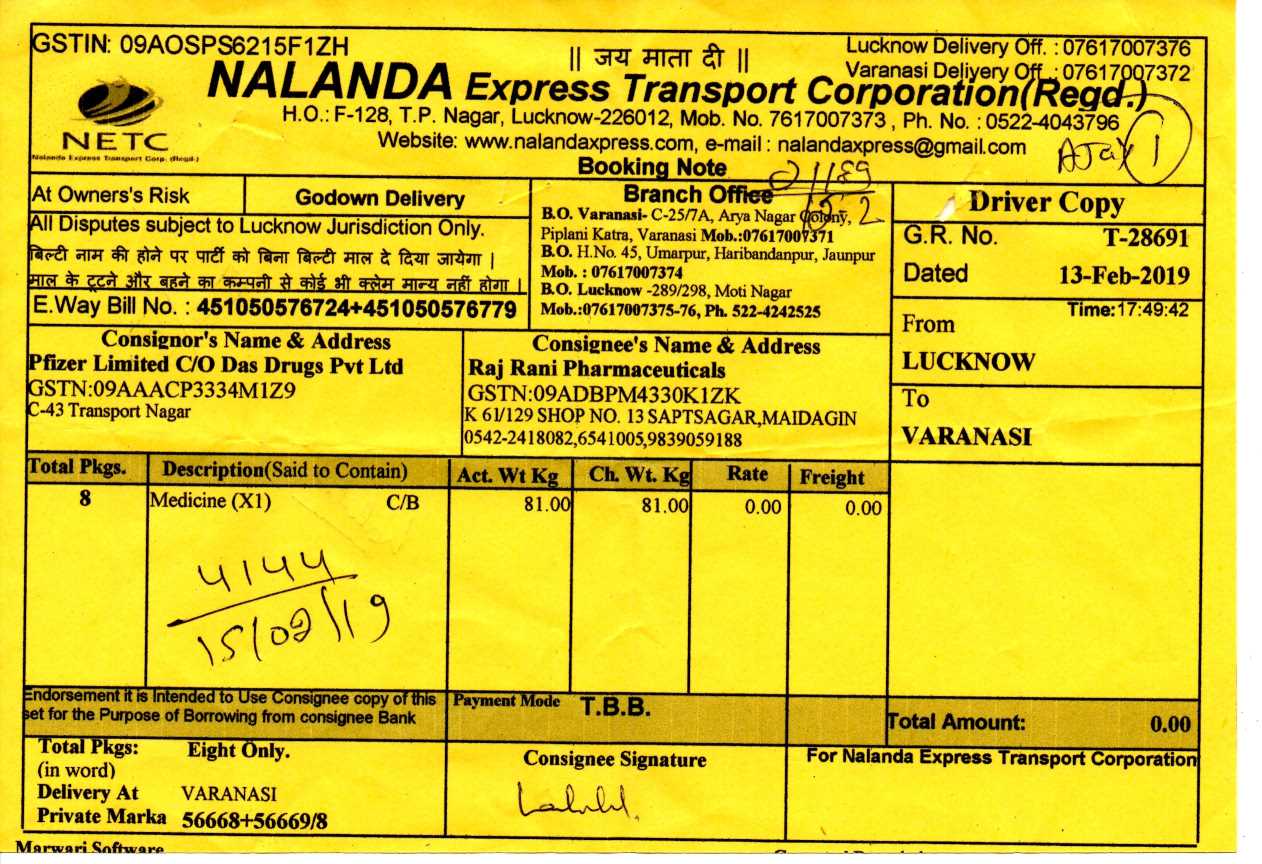 GSTIN: 09AOSPS6215F1ZH
|| जय माता दी ||
Lucknow Delivery Off. : 07617007376
Varanasi Delivery Off. : 07617007372
NALANDA Express Transport Corporation(Regd.)
H.O.: F-128, T.P. Nagar, Lucknow-226012, Mob. No. 7617007373 , Ph. No. : 0522-4043796
Website: www.nalandaxpress.com, e-mail : nalandaxpress@gmail.com
NETC
Nalanda Express Transport Corp. (Regd.)
Ajay 1
Booking Note
21189
15.2
At Owners's Risk
Godown Delivery
All Disputes subject to Lucknow Jurisdiction Only.
बिल्टी नाम की होने पर पार्टी को बिना बिल्टी माल दे दिया जायेगा |
माल के टूटने और बहने का कम्पनी से कोई भी क्लेम मान्य नहीं होगा |
E.Way Bill No. : 451050576724+451050576779
Branch Office
B.O. Varanasi- C-25/7A, Arya Nagar Colony,
Piplani Katra, Varanasi Mob.:07617007371
B.O. H.No. 45, Umarpur, Haribandanpur, Jaunpur
Mob. : 07617007374
B.O. Lucknow -289/298, Moti Nagar
Mob.:07617007375-76, Ph. 522-4242525
Driver Copy
G.R. No. T-28691
Dated 13-Feb-2019
Time:17:49:42
From
LUCKNOW
To
VARANASI
Consignor's Name & Address
Pfizer Limited C/O Das Drugs Pvt Ltd
GSTN:09AAACP3334M1Z9
C-43 Transport Nagar
Consignee's Name & Address
Raj Rani Pharmaceuticals
GSTN:09ADBPM4330K1ZK
K 61/129 SHOP NO. 13 SAPTSAGAR,MAIDAGIN
0542-2418082,6541005,9839059188
Total Pkgs. Description(Said to Contain) Act. Wt Kg Ch. Wt. Kg Rate Freight
8 Medicine (X1) C/B 81.00 81.00 0.00 0.00
4144
15/02/19
Endorsement it is Intended to Use Consignee copy of this
set for the Purpose of Borrowing from consignee Bank
Payment Mode T.B.B.
Total Amount: 0.00
Total Pkgs: Eight Only.
(in word)
Delivery At VARANASI
Private Marka 56668+56669/8
Consignee Signature
For Nalanda Express Transport Corporation
Marwari Software